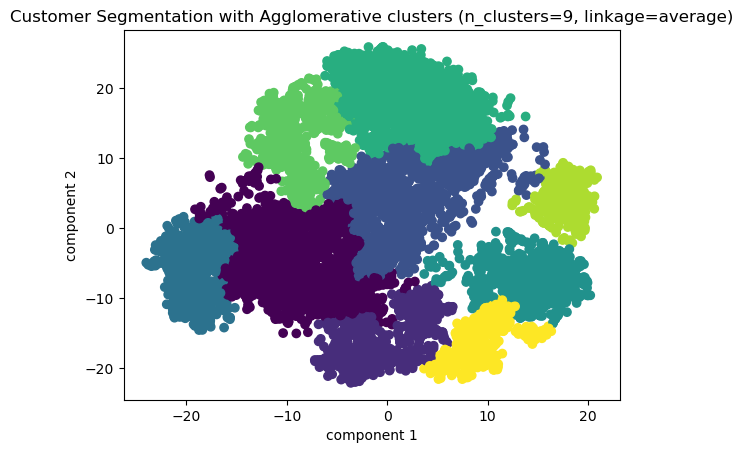 Customer Segmentation with Agglomerative clusters (n_clusters=9, linkage=average)
20
10
0
−10
−20
component 2
−20 −10 0 10 20
component 1